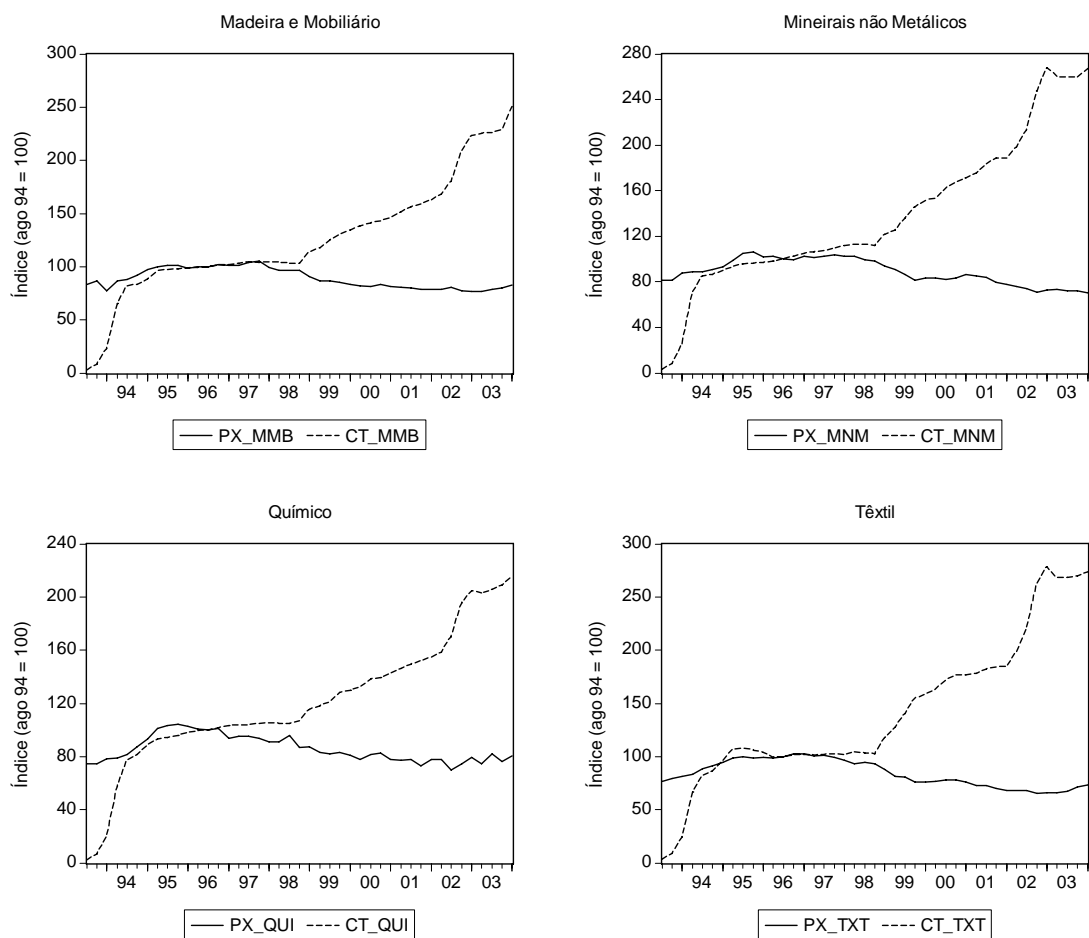 Madeira e Mobiliário
Índice (ago 94 = 100)
300
250
200
150
100
50
0
94 95 96 97 98 99 00 01 02 03
PX_MMB CT_MMB
Mineirais não Metálicos
Índice (ago 94 = 100)
280
240
200
160
120
80
40
0
94 95 96 97 98 99 00 01 02 03
PX_MNM CT_MNM
Químico
Índice (ago 94 = 100)
240
200
160
120
80
40
0
94 95 96 97 98 99 00 01 02 03
PX_QUI CT_QUI
Têxtil
Índice (ago 94 = 100)
300
250
200
150
100
50
0
94 95 96 97 98 99 00 01 02 03
PX_TXT CT_TXT